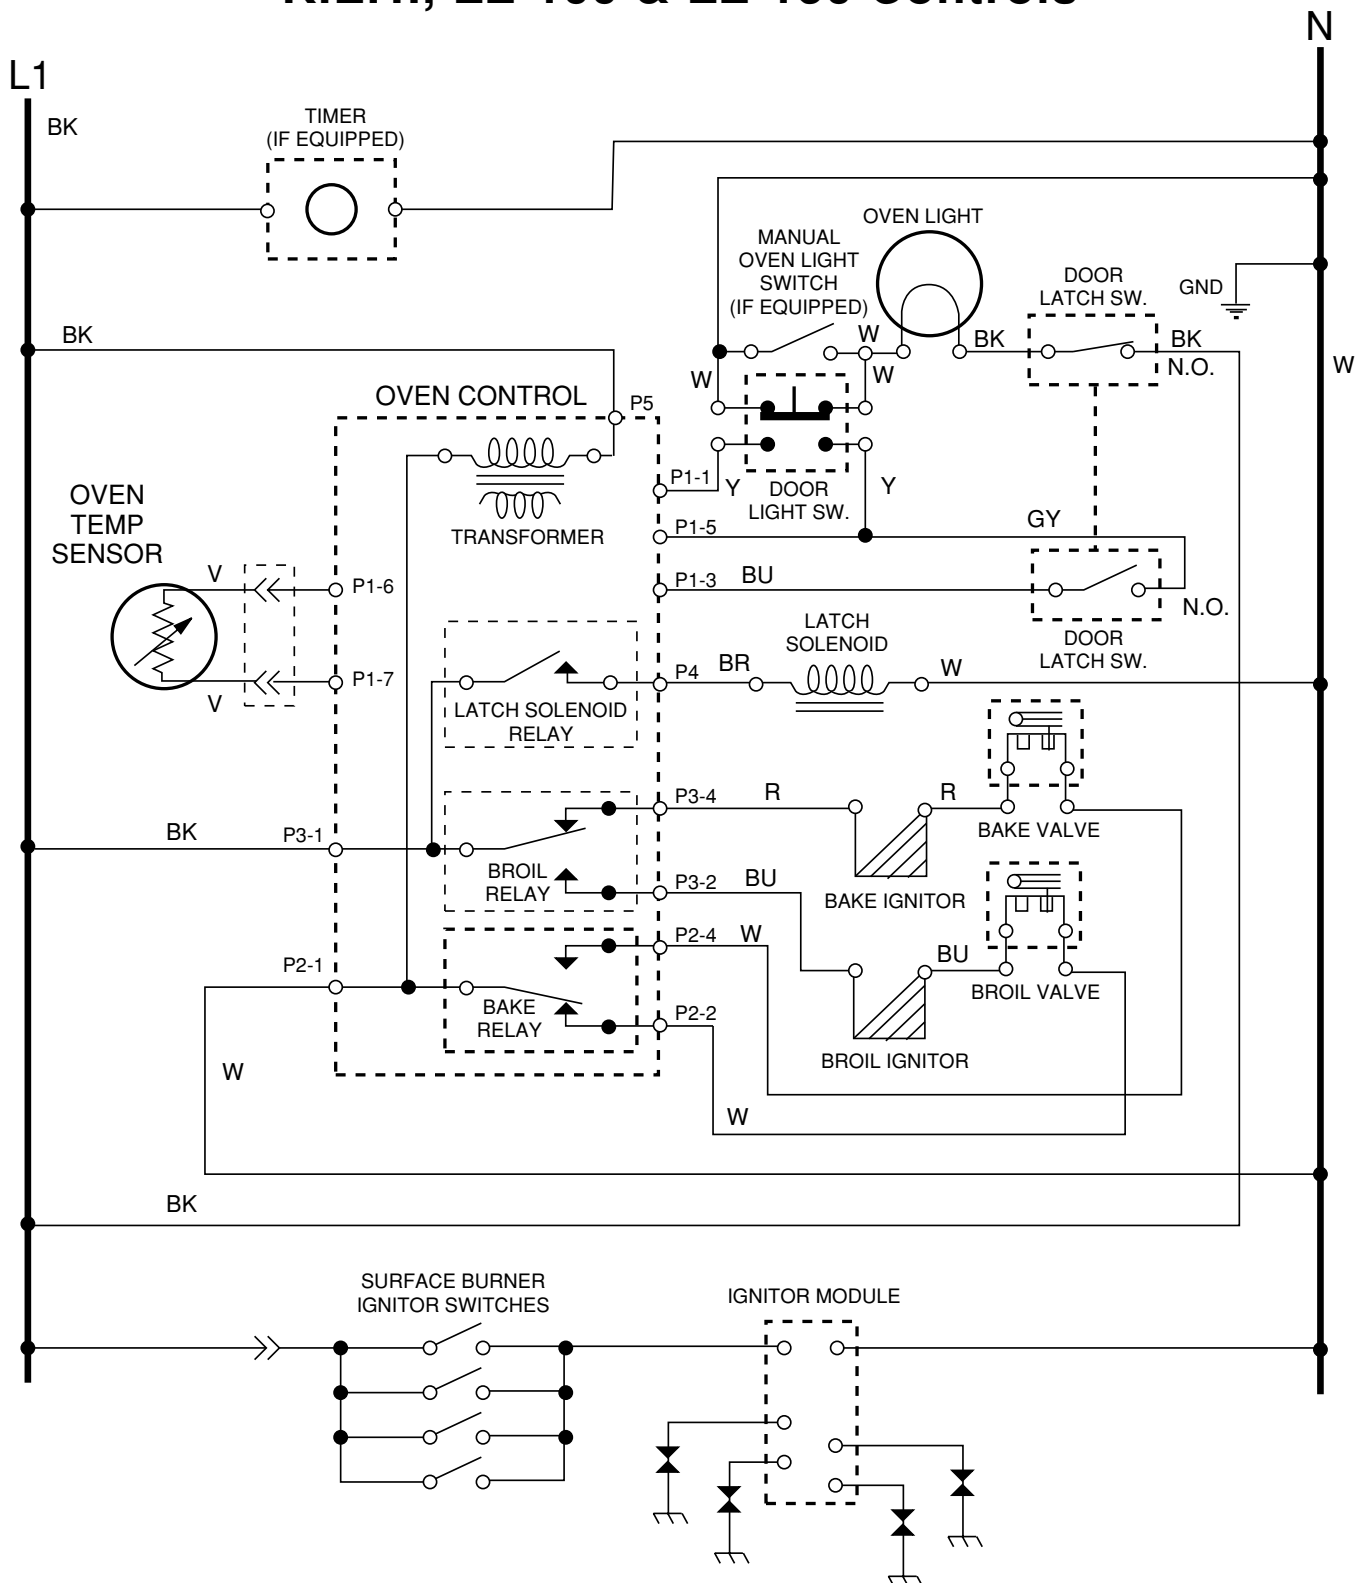 N
L1
BK
TIMER
(IF EQUIPPED)
OVEN LIGHT
MANUAL
OVEN LIGHT
SWITCH
(IF EQUIPPED)
DOOR
LATCH SW.
GND
BK
W
BK
BK
N.O.
W
W
W
OVEN CONTROL
P5
P1-1
Y
DOOR
LIGHT SW.
Y
OVEN
TEMP
SENSOR
TRANSFORMER
P1-5
GY
V
P1-6
P1-3
BU
N.O.
DOOR
LATCH SW.
LATCH
SOLENOID
V
P1-7
P4
BR
W
LATCH SOLENOID
RELAY
BK
P3-1
P3-4
R
R
BAKE VALVE
BROIL
RELAY
P3-2
BU
BAKE IGNITOR
P2-4
W
P2-1
BU
BROIL VALVE
BAKE
RELAY
P2-2
BROIL IGNITOR
W
W
BK
SURFACE BURNER
IGNITOR SWITCHES
IGNITOR MODULE